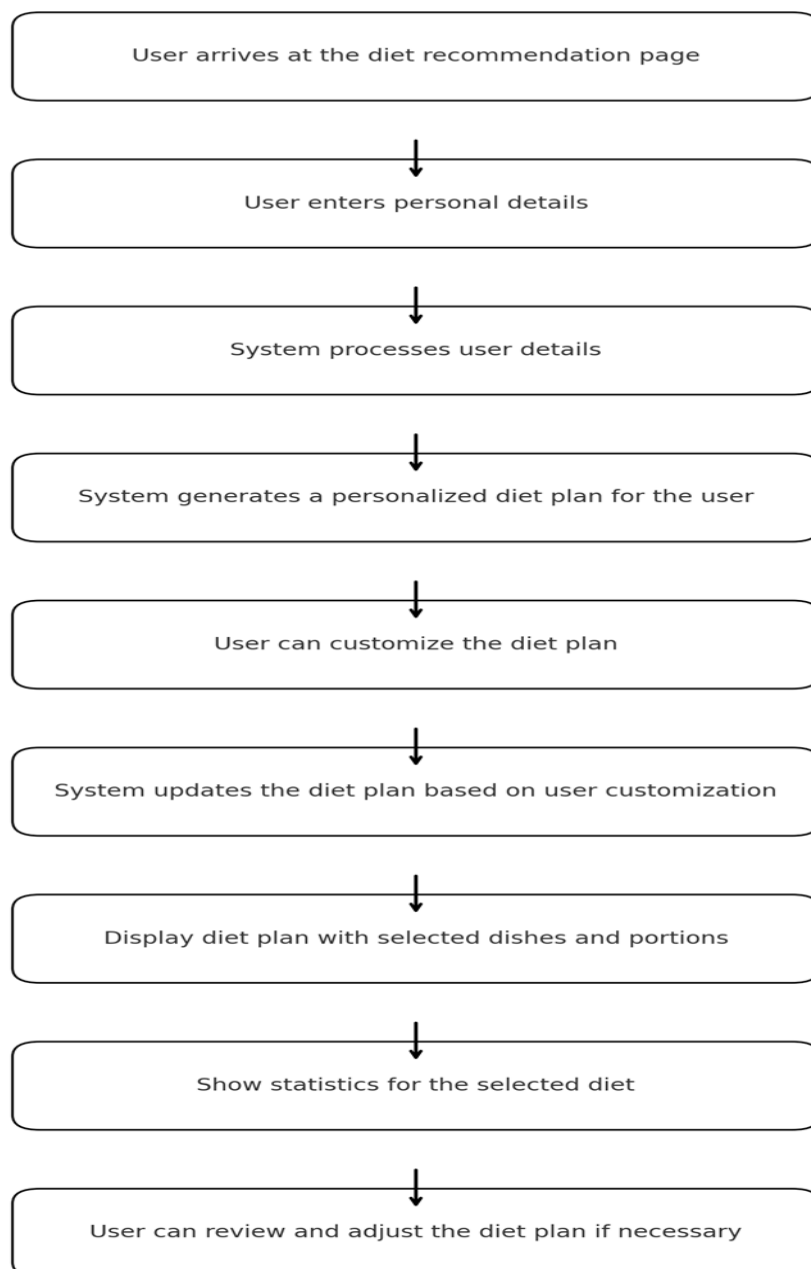 User arrives at the diet recommendation page
User enters personal details
System processes user details
System generates a personalized diet plan for the user
User can customize the diet plan
System updates the diet plan based on user customization
Display diet plan with selected dishes and portions
Show statistics for the selected diet
User can review and adjust the diet plan if necessary